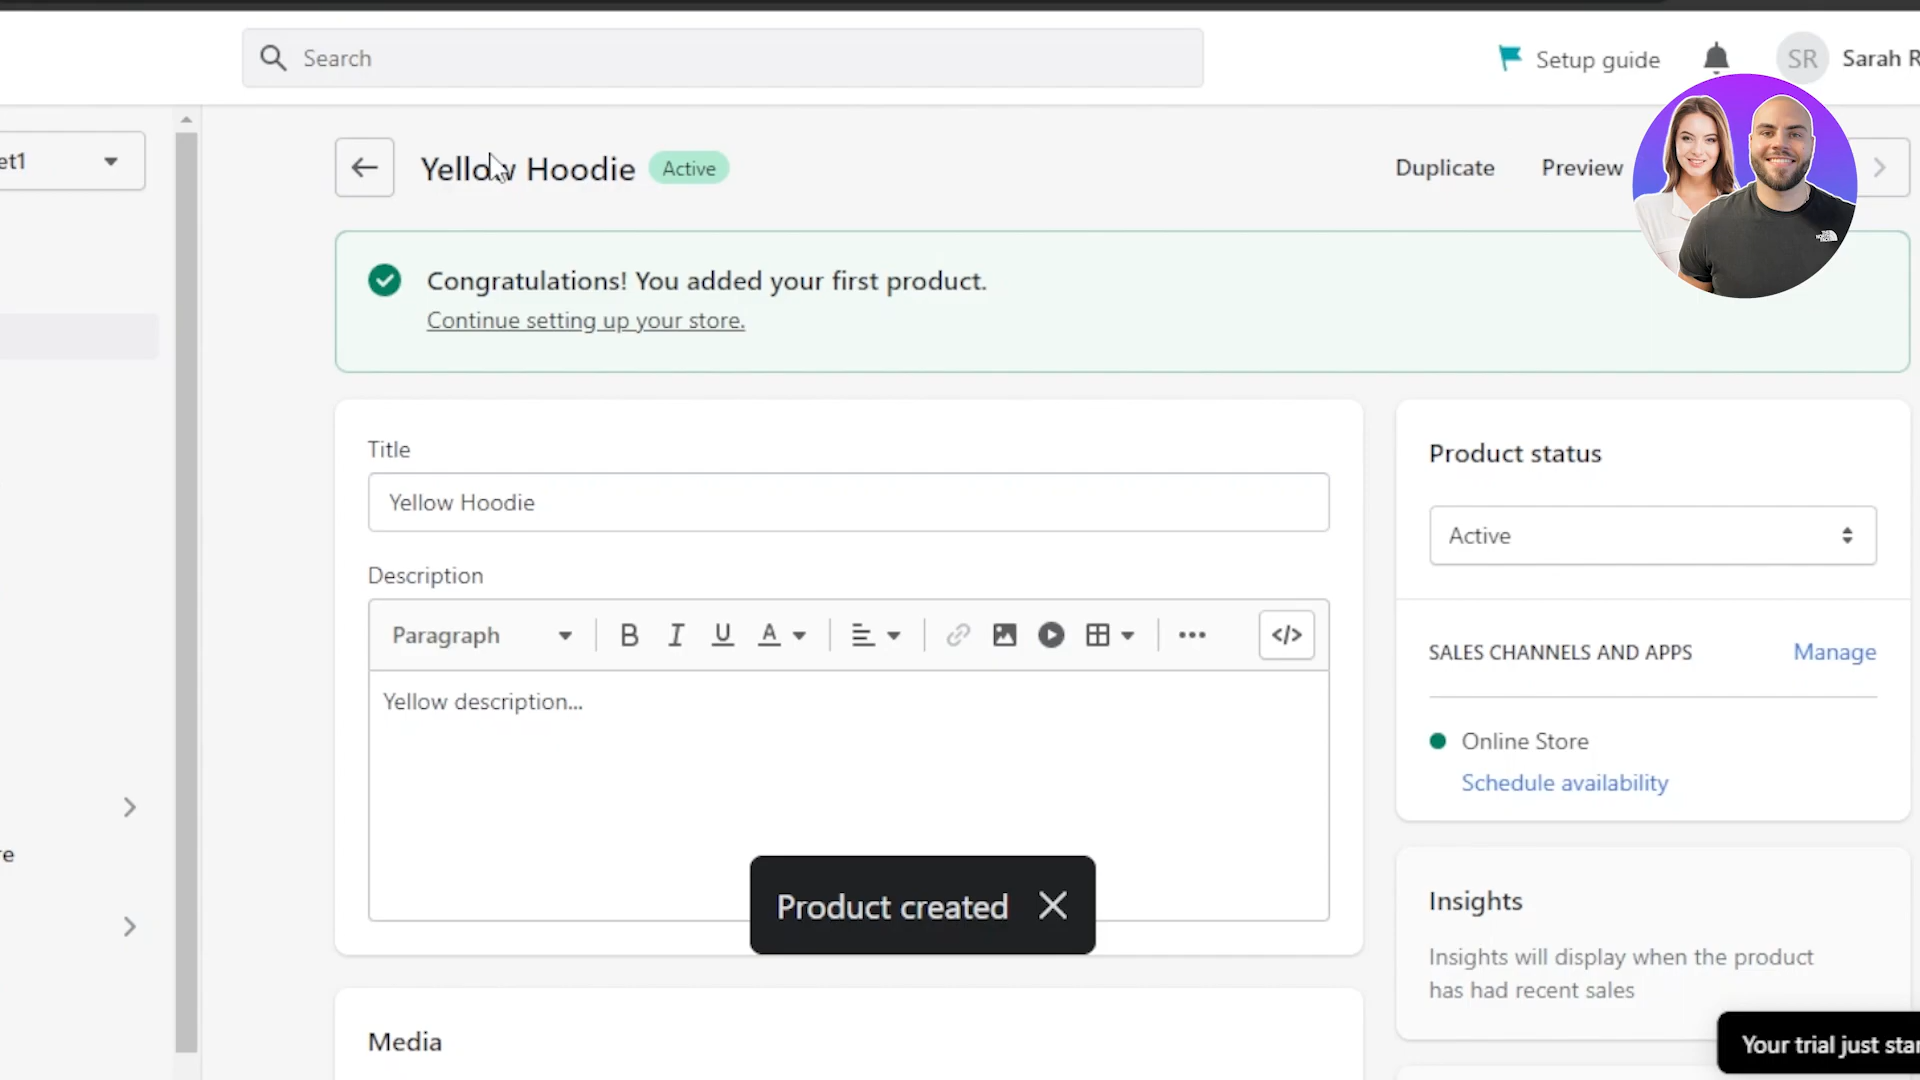 Search
Setup guide
SR
Sarah R
et1
Yellow Hoodie
Active
Duplicate
Preview
Congratulations! You added your first product.
Continue setting up your store.
Title
Yellow Hoodie
Description
Paragraph
B I U A
</>
Yellow description...
Product status
Active
SALES CHANNELS AND APPS
Manage
Online Store
Schedule availability
re
Product created
Insights
Insights will display when the product
has had recent sales
Media
Your trial just star